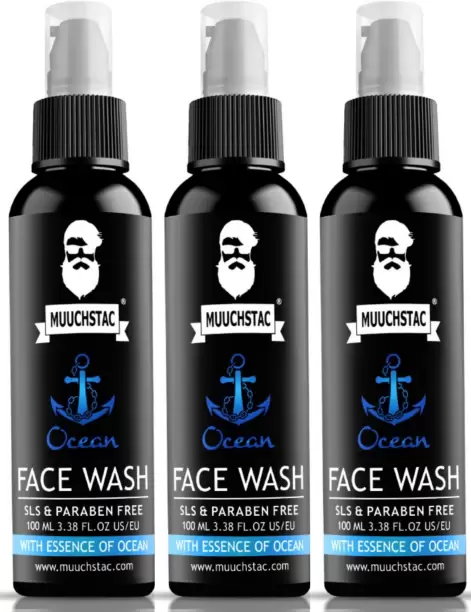 MUUCHSTAC ®
Ocean
FACE WASH
SLS & PARABEN FREE
100 ML 3.38 FL.OZ US/EU
WITH ESSENCE OF OCEAN
www.muuchstac.com
MUUCHSTAC ®
Ocean
FACE WASH
SLS & PARABEN FREE
100 ML 3.38 FL.OZ US/EU
WITH ESSENCE OF OCEAN
www.muuchstac.com
MUUCHSTAC ®
Ocean
FACE WASH
SLS & PARABEN FREE
100 ML 3.38 FL.OZ US/EU
WITH ESSENCE OF OCEAN
www.muuchstac.com